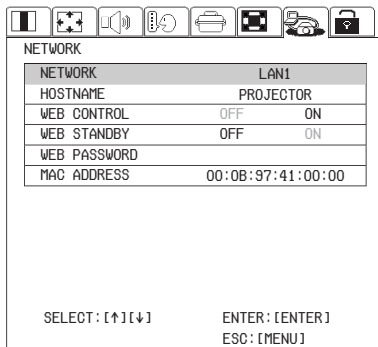 NETWORK
NETWORK LAN1
HOSTNAME PROJECTOR
WEB CONTROL OFF ON
WEB STANDBY OFF ON
WEB PASSWORD
MAC ADDRESS 00:0B:97:41:00:00
SELECT:[↑][↓] ENTER:[ENTER]
ESC:[MENU]